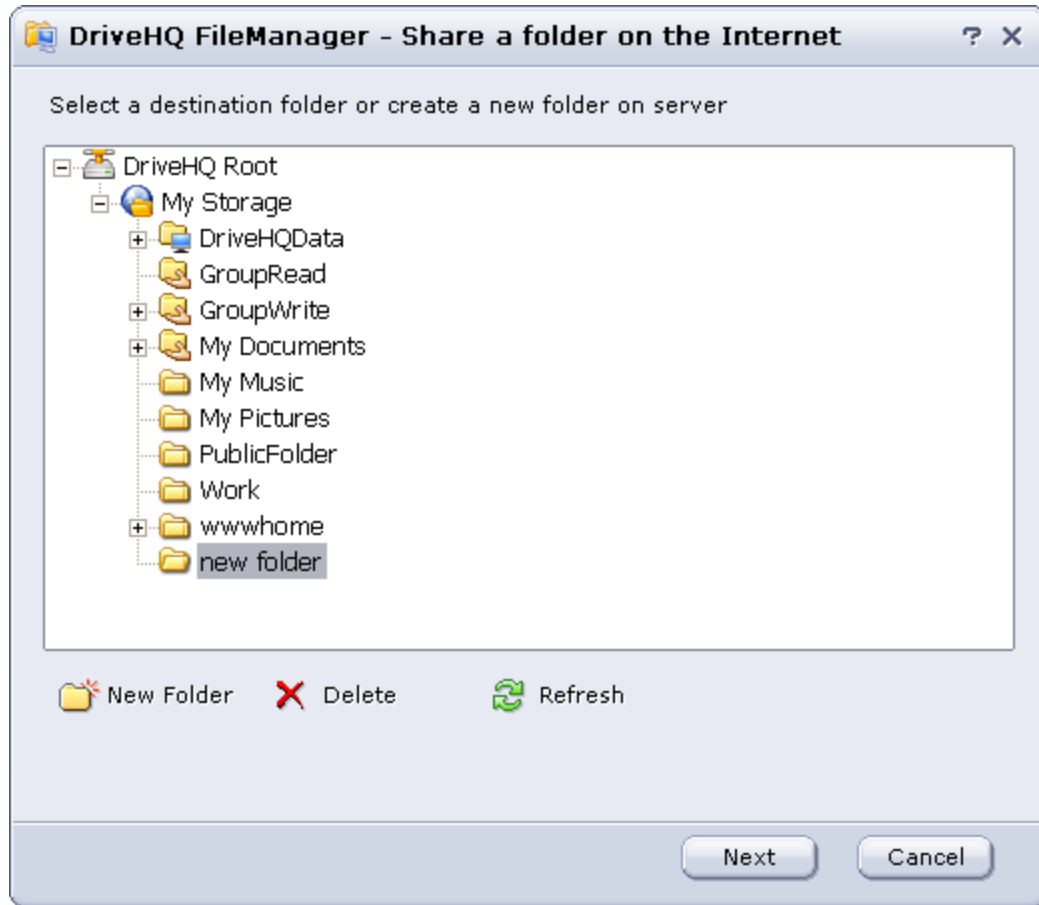 DriveHQ FileManager - Share a folder on the Internet
Select a destination folder or create a new folder on server
DriveHQ Root
My Storage
DriveHQData
GroupRead
GroupWrite
My Documents
My Music
My Pictures
PublicFolder
Work
wwwhome
new folder
New Folder Delete Refresh
Next Cancel